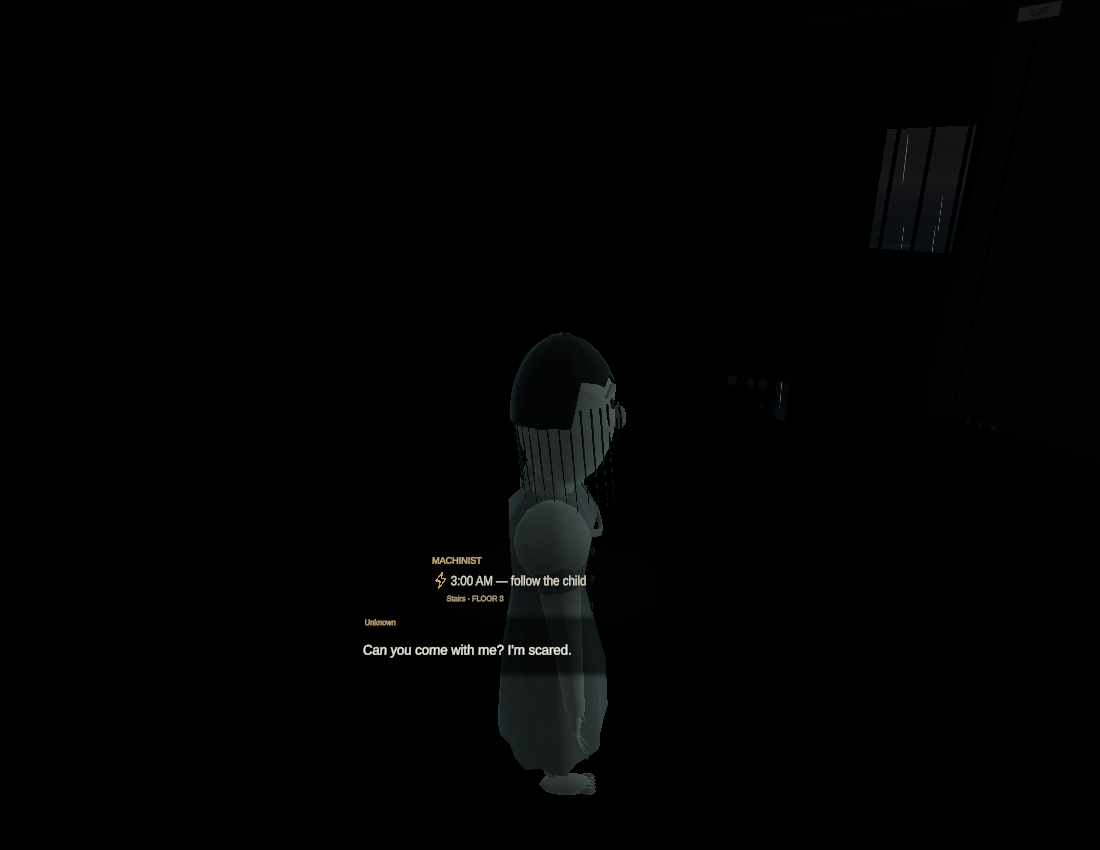 MACHINIST
3:00 AM — follow the child
Stairs · FLOOR 3
Unknown
Can you come with me? I'm scared.